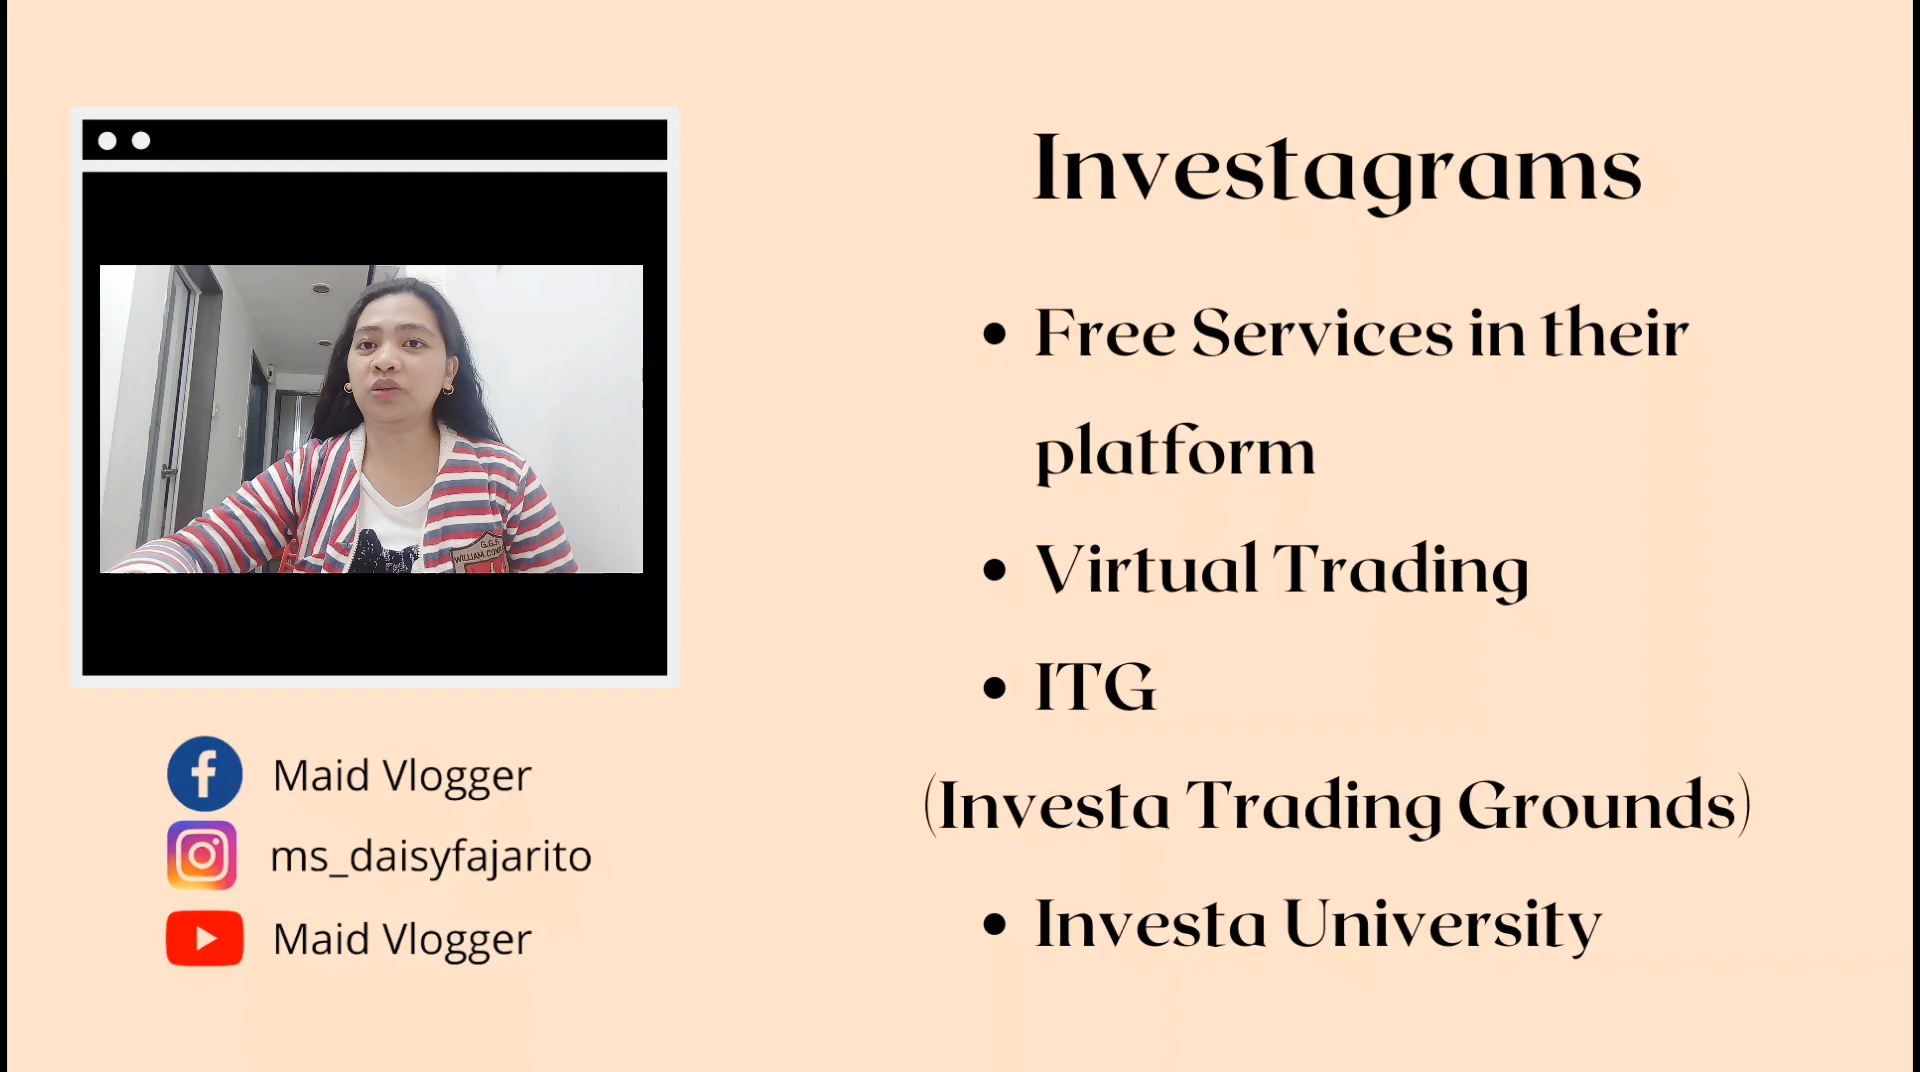 Investagrams
• Free Services in their
platform
• Virtual Trading
• ITG
(Investa Trading Grounds)
• Investa University
G.G.F
Maid Vlogger
ms_daisyfajarito
Maid Vlogger